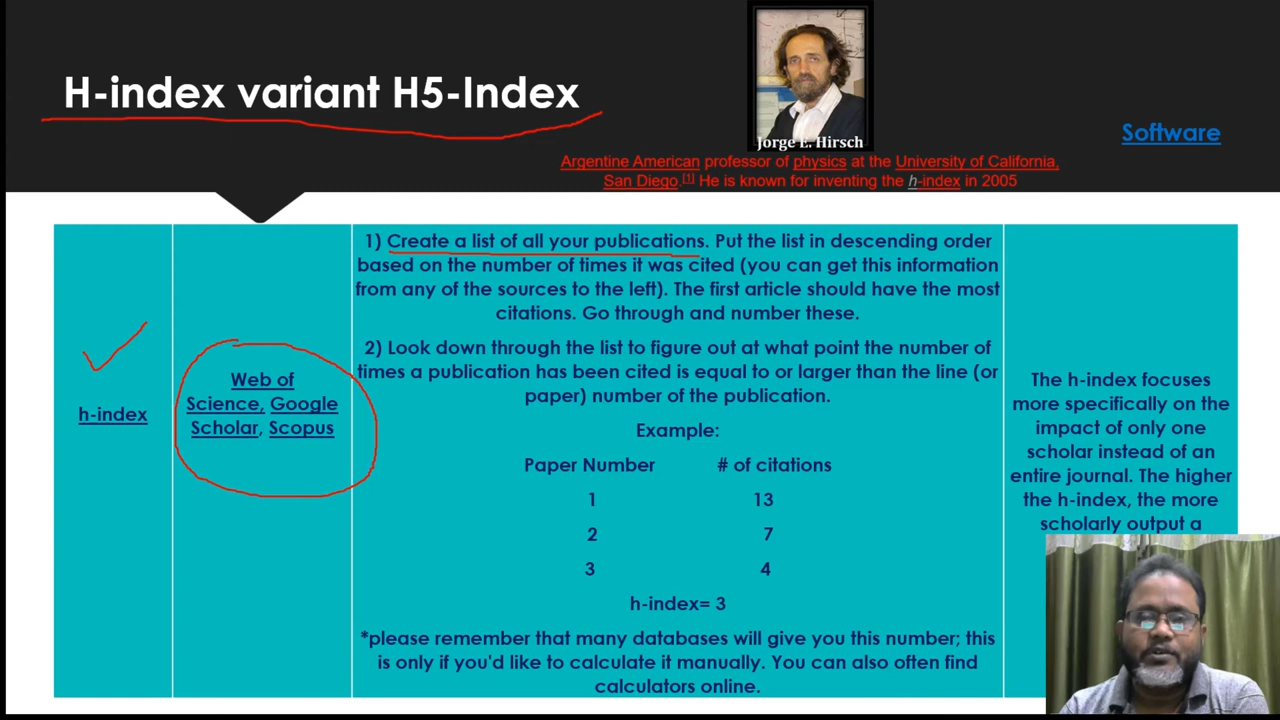 H-index variant H5-Index
Jorge E. Hirsch
Software
Argentine American professor of physics at the University of California,
San Diego.[1] He is known for inventing the h-index in 2005
h-index
Web of
Science, Google
Scholar, Scopus
1) Create a list of all your publications. Put the list in descending order
based on the number of times it was cited (you can get this information
from any of the sources to the left). The first article should have the most
citations. Go through and number these.
2) Look down through the list to figure out at what point the number of
times a publication has been cited is equal to or larger than the line (or
paper) number of the publication.
Example:
Paper Number # of citations
1 13
2 7
3 4
h-index= 3
*please remember that many databases will give you this number; this
is only if you'd like to calculate it manually. You can also often find
calculators online.
The h-index focuses
more specifically on the
impact of only one
scholar instead of an
entire journal. The higher
the h-index, the more
scholarly output a